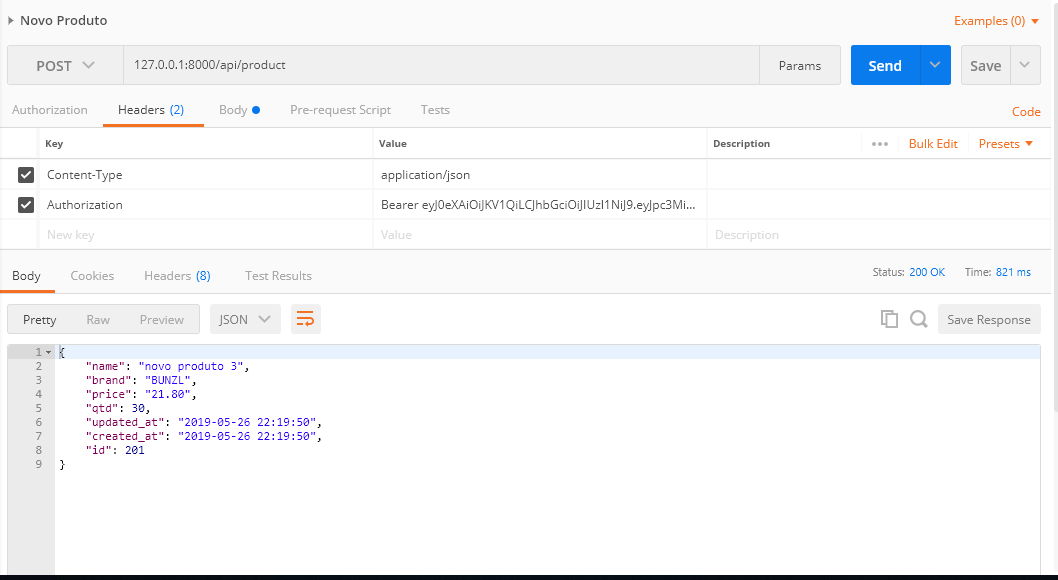 Novo Produto Examples (0)
POST 127.0.0.1:8000/api/product Params Send Save
Authorization Headers (2) Body Pre-request Script Tests Code
Key Value Description ••• Bulk Edit Presets
Content-Type application/json
Authorization Bearer eyJ0eXAiOiJKV1QiLCJhbGciOiJIUzI1NiJ9.eyJpc3Mi...
New key Value Description
Body Cookies Headers (8) Test Results Status: 200 OK Time: 821 ms
Pretty Raw Preview JSON Save Response
1 {
2 "name": "novo produto 3",
3 "brand": "BUNZL",
4 "price": "21.80",
5 "qtd": 30,
6 "updated_at": "2019-05-26 22:19:50",
7 "created_at": "2019-05-26 22:19:50",
8 "id": 201
9 }